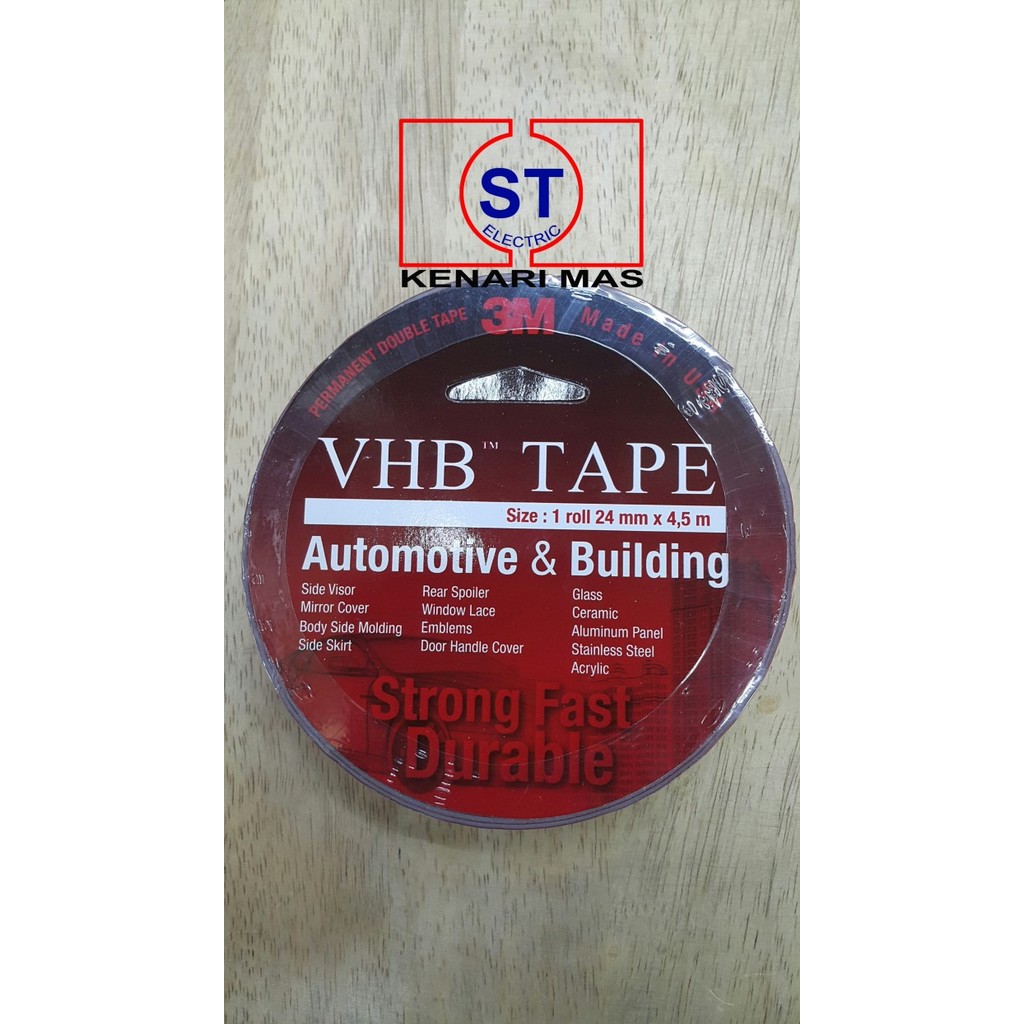 ST
ELECTRIC
KENARI MAS
PERMANENT DOUBLE TAPE 3M Made in
VHB™ TAPE
Size : 1 roll 24 mm x 4,5 m
Automotive & Building
Side Visor Rear Spoiler Glass
Mirror Cover Window Lace Ceramic
Body Side Molding Emblems Aluminum Panel
Side Skirt Door Handle Cover Stainless Steel
Acrylic
Strong Fast
Durable